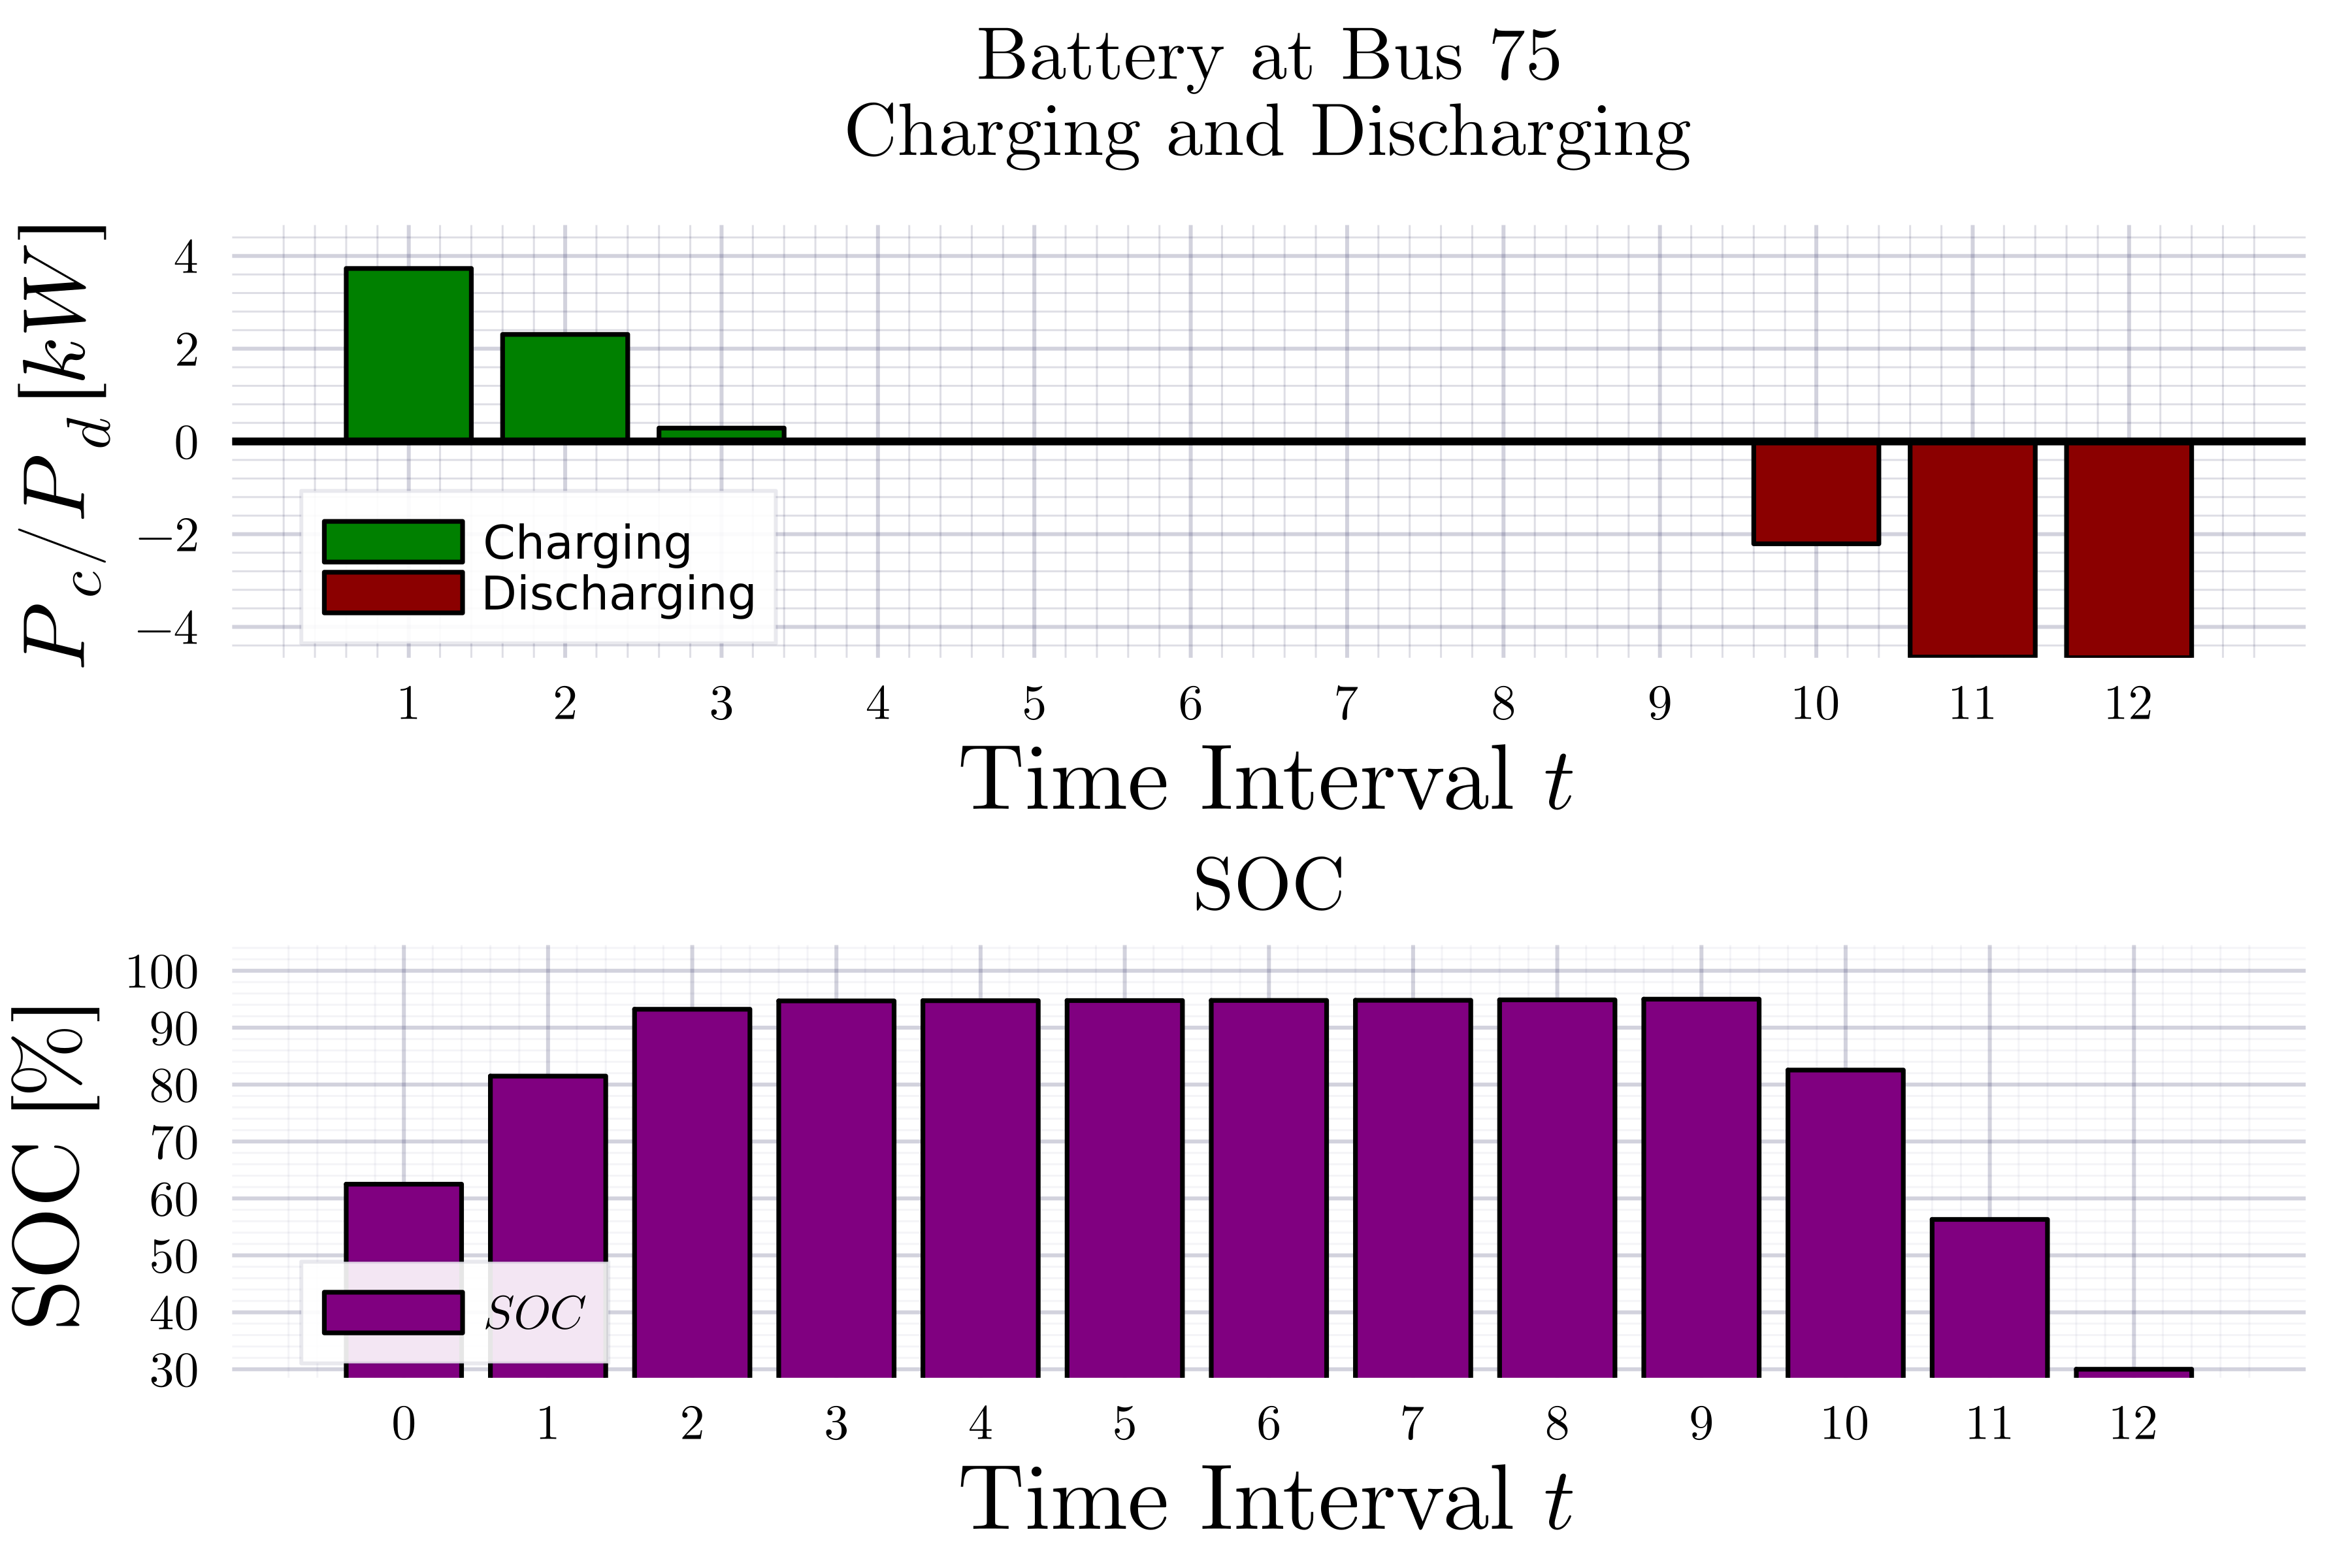 Battery at Bus 75
Charging and Discharging
P_c/P_d [kW]
4
2
0
−2
−4
Charging
Discharging
1 2 3 4 5 6 7 8 9 10 11 12
Time Interval t
SOC
SOC [%]
100
90
80
70
60
50
40
30
SOC
0 1 2 3 4 5 6 7 8 9 10 11 12
Time Interval t